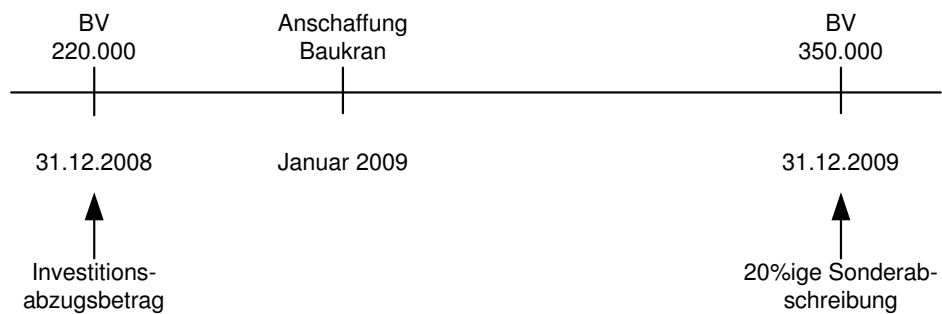 BV
220.000
Anschaffung
Baukran
BV
350.000
31.12.2008
Januar 2009
31.12.2009
Investitions-
abzugsbetrag
20%ige Sonderab-
schreibung